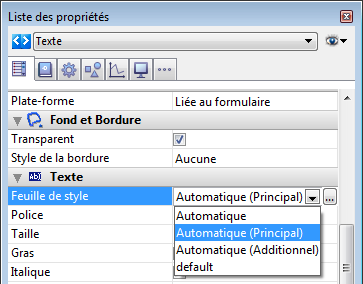 Liste des propriétés
Texte
Plate-forme Liée au formulaire
Fond et Bordure
Transparent
Style de la bordure Aucune
Texte
Feuille de style Automatique (Principal)
Police Automatique
Taille Automatique (Principal)
Gras Automatique (Additionnel)
Italique default